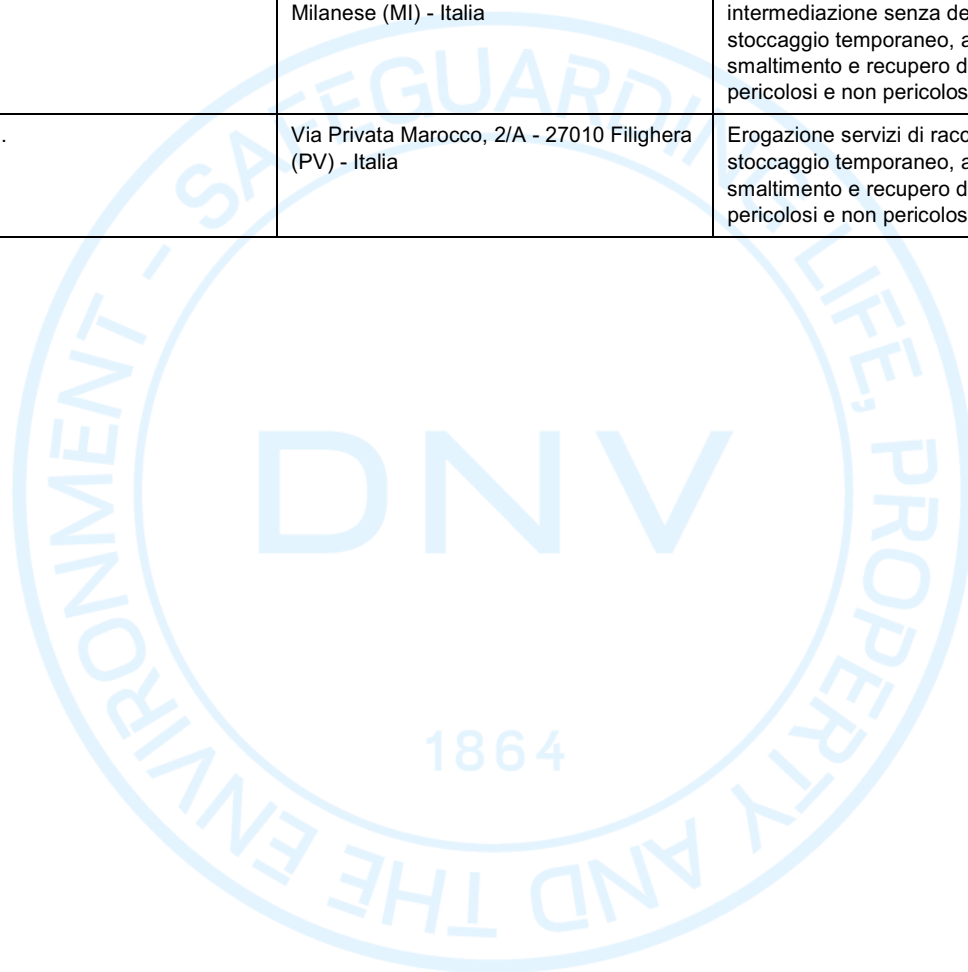 Milanese (MI) - Italia
intermediazione senza de
stoccaggio temporaneo, a
smaltimento e recupero d
pericolosi e non pericolos
.
Via Privata Marocco, 2/A - 27010 Filighera
(PV) - Italia
Erogazione servizi di racc
stoccaggio temporaneo, a
smaltimento e recupero d
pericolosi e non pericolos
SAFEGUARDING LIFE, PROPERTY AND THE ENVIRONMENT -
DNV
1864